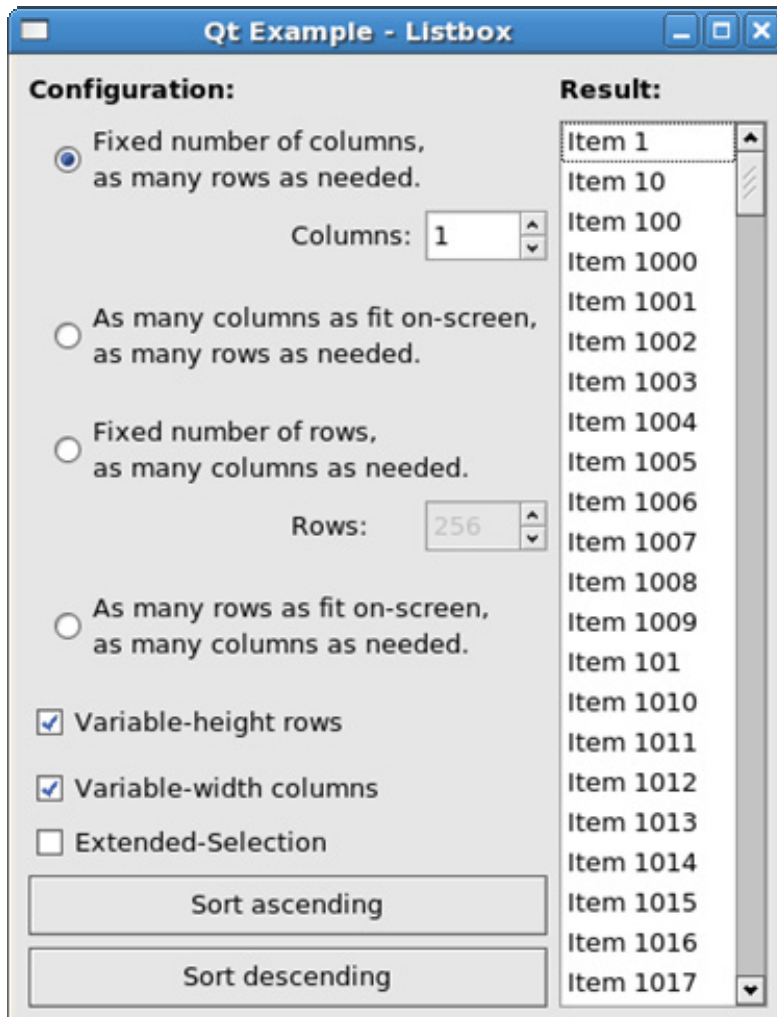 Qt Example - Listbox
Configuration:
Fixed number of columns,
as many rows as needed.
Columns: 1
As many columns as fit on-screen,
as many rows as needed.
Fixed number of rows,
as many columns as needed.
Rows: 256
As many rows as fit on-screen,
as many columns as needed.
Variable-height rows
Variable-width columns
Extended-Selection
Sort ascending
Sort descending
Result:
Item 1
Item 10
Item 100
Item 1000
Item 1001
Item 1002
Item 1003
Item 1004
Item 1005
Item 1006
Item 1007
Item 1008
Item 1009
Item 101
Item 1010
Item 1011
Item 1012
Item 1013
Item 1014
Item 1015
Item 1016
Item 1017